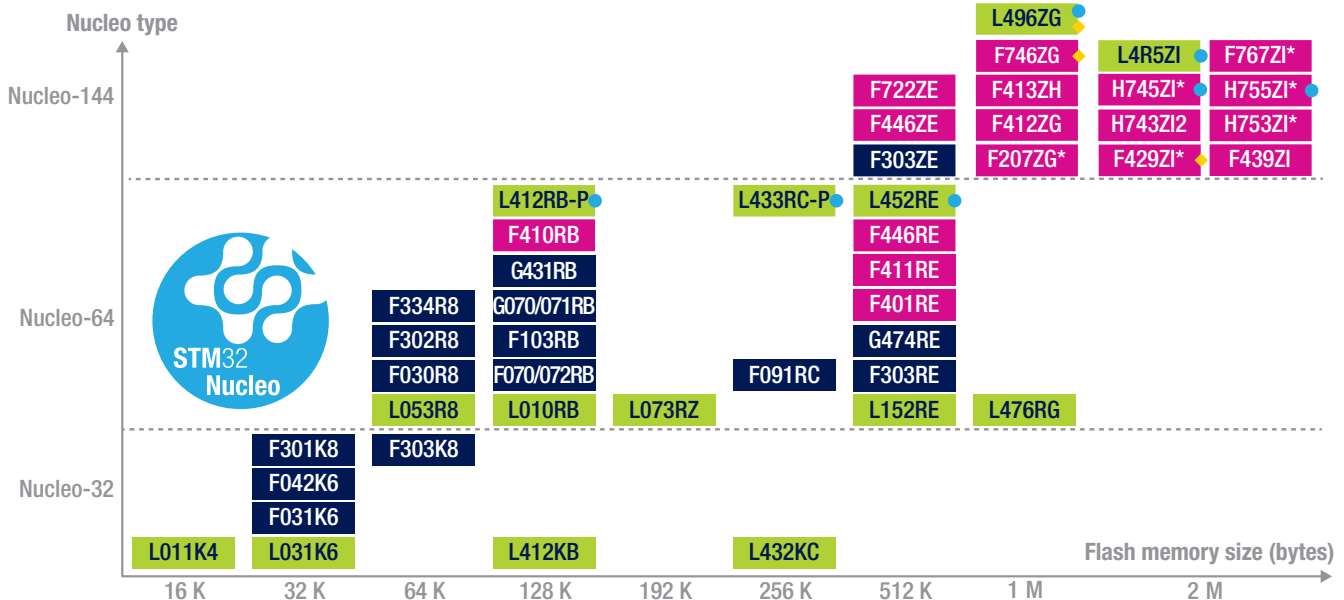 Nucleo type
L496ZG
F746ZG L4R5ZI F767ZI*
Nucleo-144 F722ZE F413ZH H745ZI* H755ZI*
F446ZE F412ZG H743ZI2 H753ZI*
F303ZE F207ZG* F429ZI* F439ZI
L412RB-P L433RC-P L452RE
F410RB F446RE
G431RB F411RE
Nucleo-64 F334R8 G070/071RB F401RE
STM32 F302R8 F103RB G474RE
Nucleo F030R8 F070/072RB F091RC F303RE
L053R8 L010RB L073RZ L152RE L476RG
F301K8 F303K8
Nucleo-32 F042K6
F031K6
L011K4 L031K6 L412KB L432KC Flash memory size (bytes)
16 K 32 K 64 K 128 K 192 K 256 K 512 K 1 M 2 M